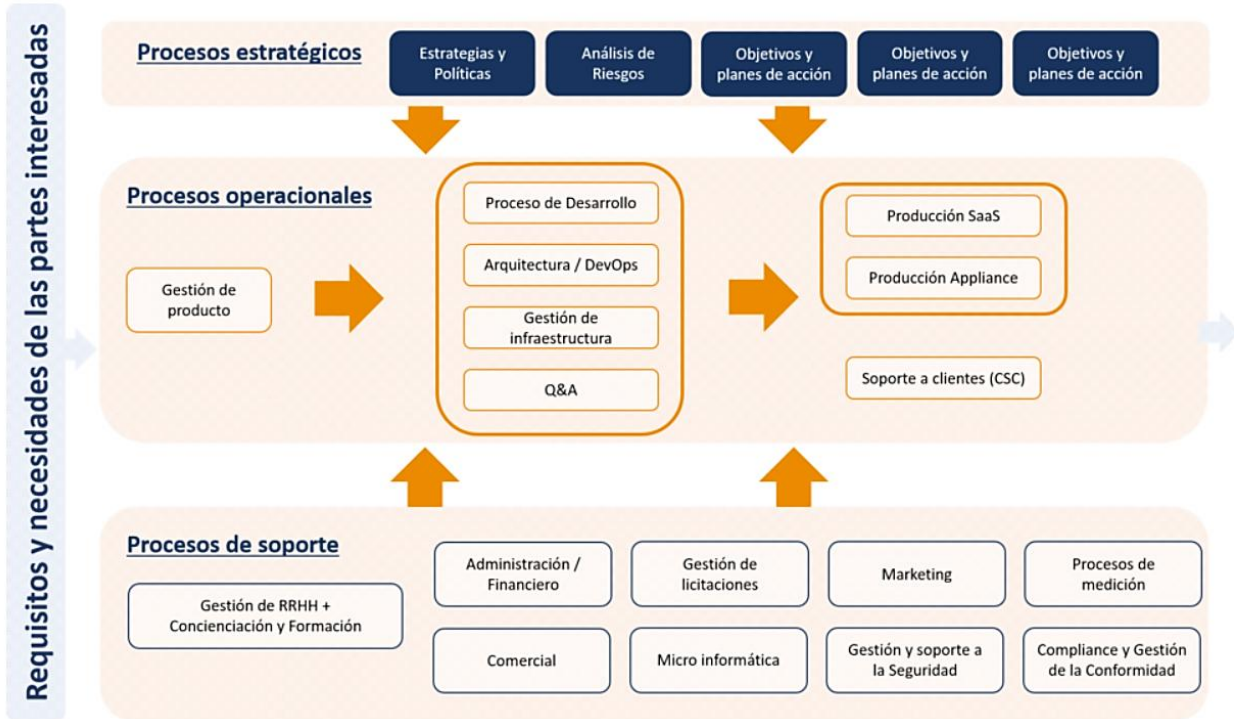 Requisitos y necesidades de las partes interesadas
Procesos estratégicos
Estrategias y
Políticas
Análisis de
Riesgos
Objetivos y
planes de acción
Objetivos y
planes de acción
Objetivos y
planes de acción
Procesos operacionales
Gestión de
producto
Proceso de Desarrollo
Arquitectura / DevOps
Gestión de
infraestructura
Q&A
Producción SaaS
Producción Appliance
Soporte a clientes (CSC)
Procesos de soporte
Gestión de RRHH +
Concienciación y Formación
Administración /
Financiero
Gestión de
licitaciones
Marketing
Procesos de
medición
Comercial
Micro informática
Gestión y soporte a
la Seguridad
Compliance y Gestión
de la Conformidad